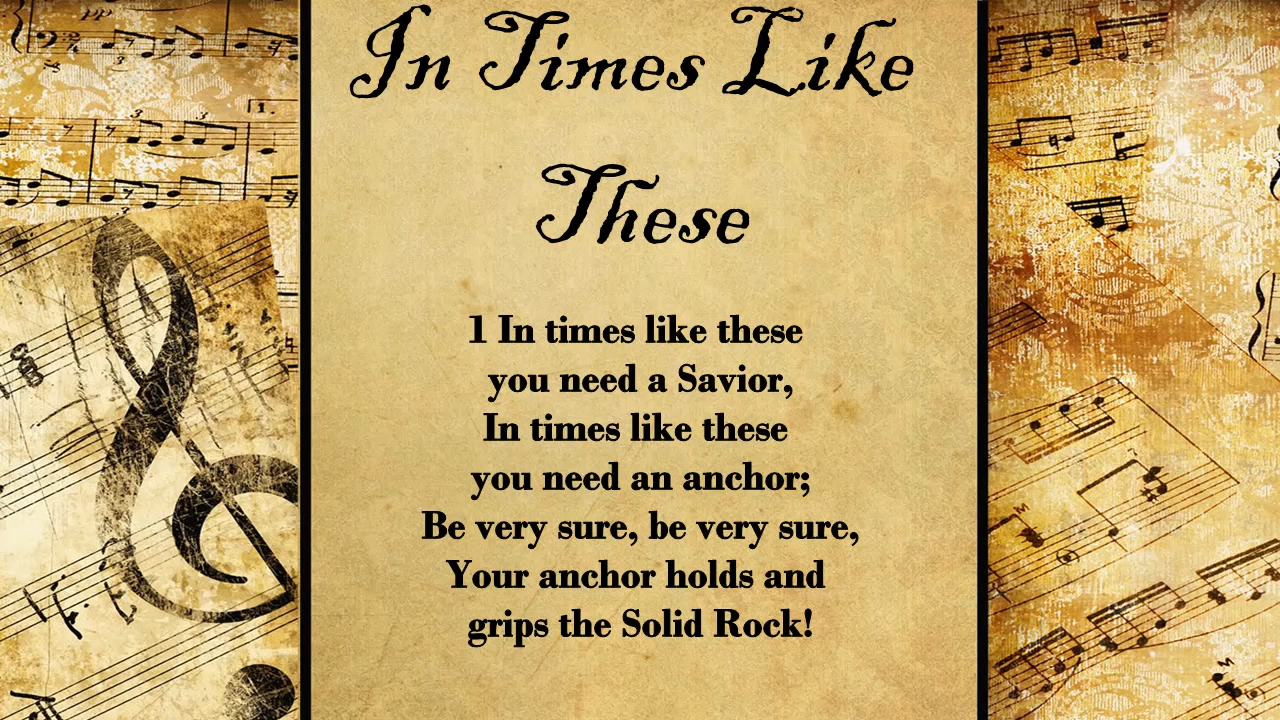 In Times Like
These
1 In times like these
you need a Savior,
In times like these
you need an anchor;
Be very sure, be very sure,
Your anchor holds and
grips the Solid Rock!